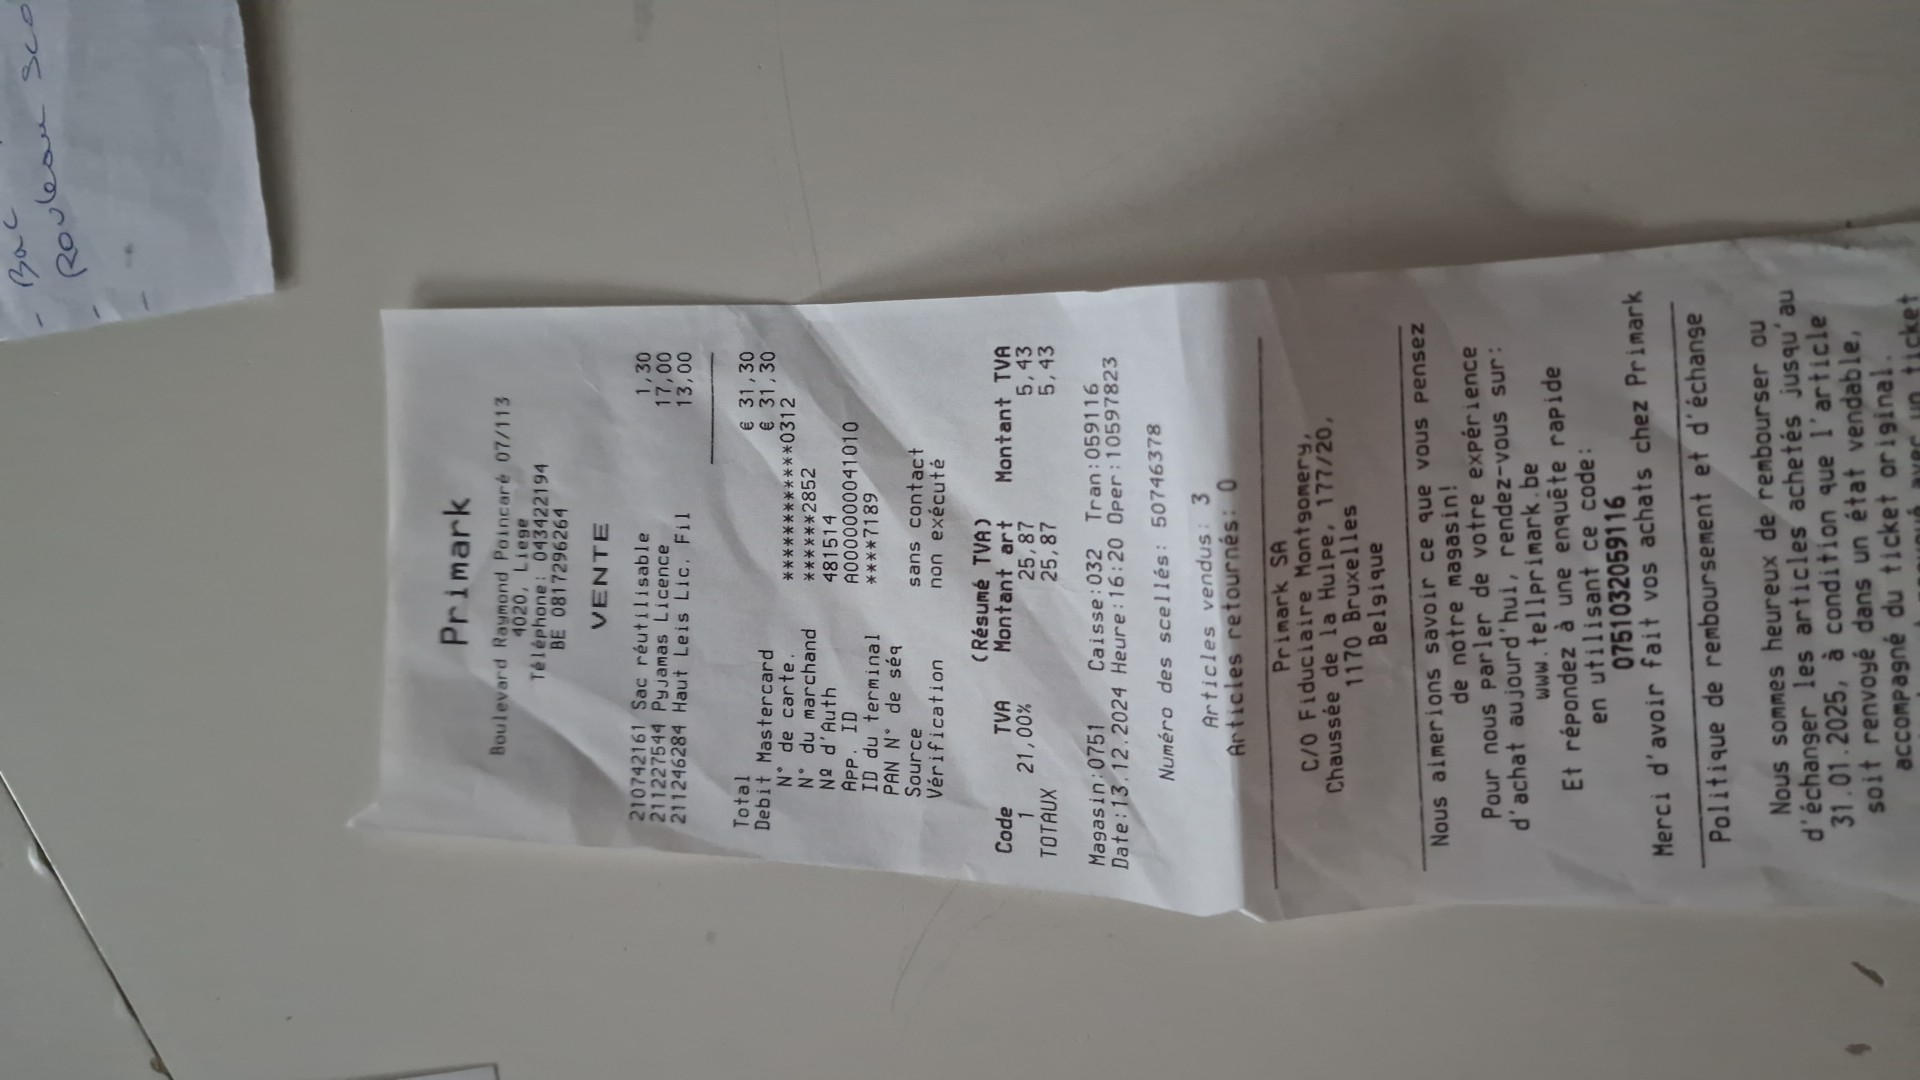 - Bac
- Rouleau Sco
-
Primark
Boulevard Raymond Poincaré 07/113
4020, Liege
Téléphone: 043422194
BE 0817296264
VENTE
210742161 Sac réutilisable 1,30
211227544 Pyjamas Licence 17,00
211246284 Haut Leis Lic. Fil 13,00
Total € 31,30
Debit Mastercard € 31,30
N° de carte. ************0312
N° du marchand ******2852
Nº d'Auth 481514
App. ID A0000000041010
ID du terminal ****7189
PAN N° de séq
Source sans contact
Vérification non exécuté
(Résumé TVA)
Code TVA Montant art Montant TVA
1 21,00% 25,87 5,43
TOTAUX 25,87 5,43
Magasin:0751 Caisse:032 Tran:059116
Date:13.12.2024 Heure:16:20 Oper:10597823
Numéro des scellés: 50746378
Articles vendus: 3
Articles retournés: 0
Primark SA
C/O Fiduciaire Montgomery,
Chaussée de la Hulpe, 177/20,
1170 Bruxelles
Belgique
Nous aimerions savoir ce que vous pensez
de notre magasin!
Pour nous parler de votre expérience
d'achat aujourd'hui, rendez-vous sur:
www.tellprimark.be
Et répondez à une enquête rapide
en utilisant ce code:
0751032059116
Merci d'avoir fait vos achats chez Primark
Politique de remboursement et d'échange
Nous sommes heureux de rembourser ou
d'échanger les articles achetés jusqu'au
31.01.2025, à condition que l'article
soit renvoyé dans un état vendable,
accompagné du ticket original.
avec un ticket